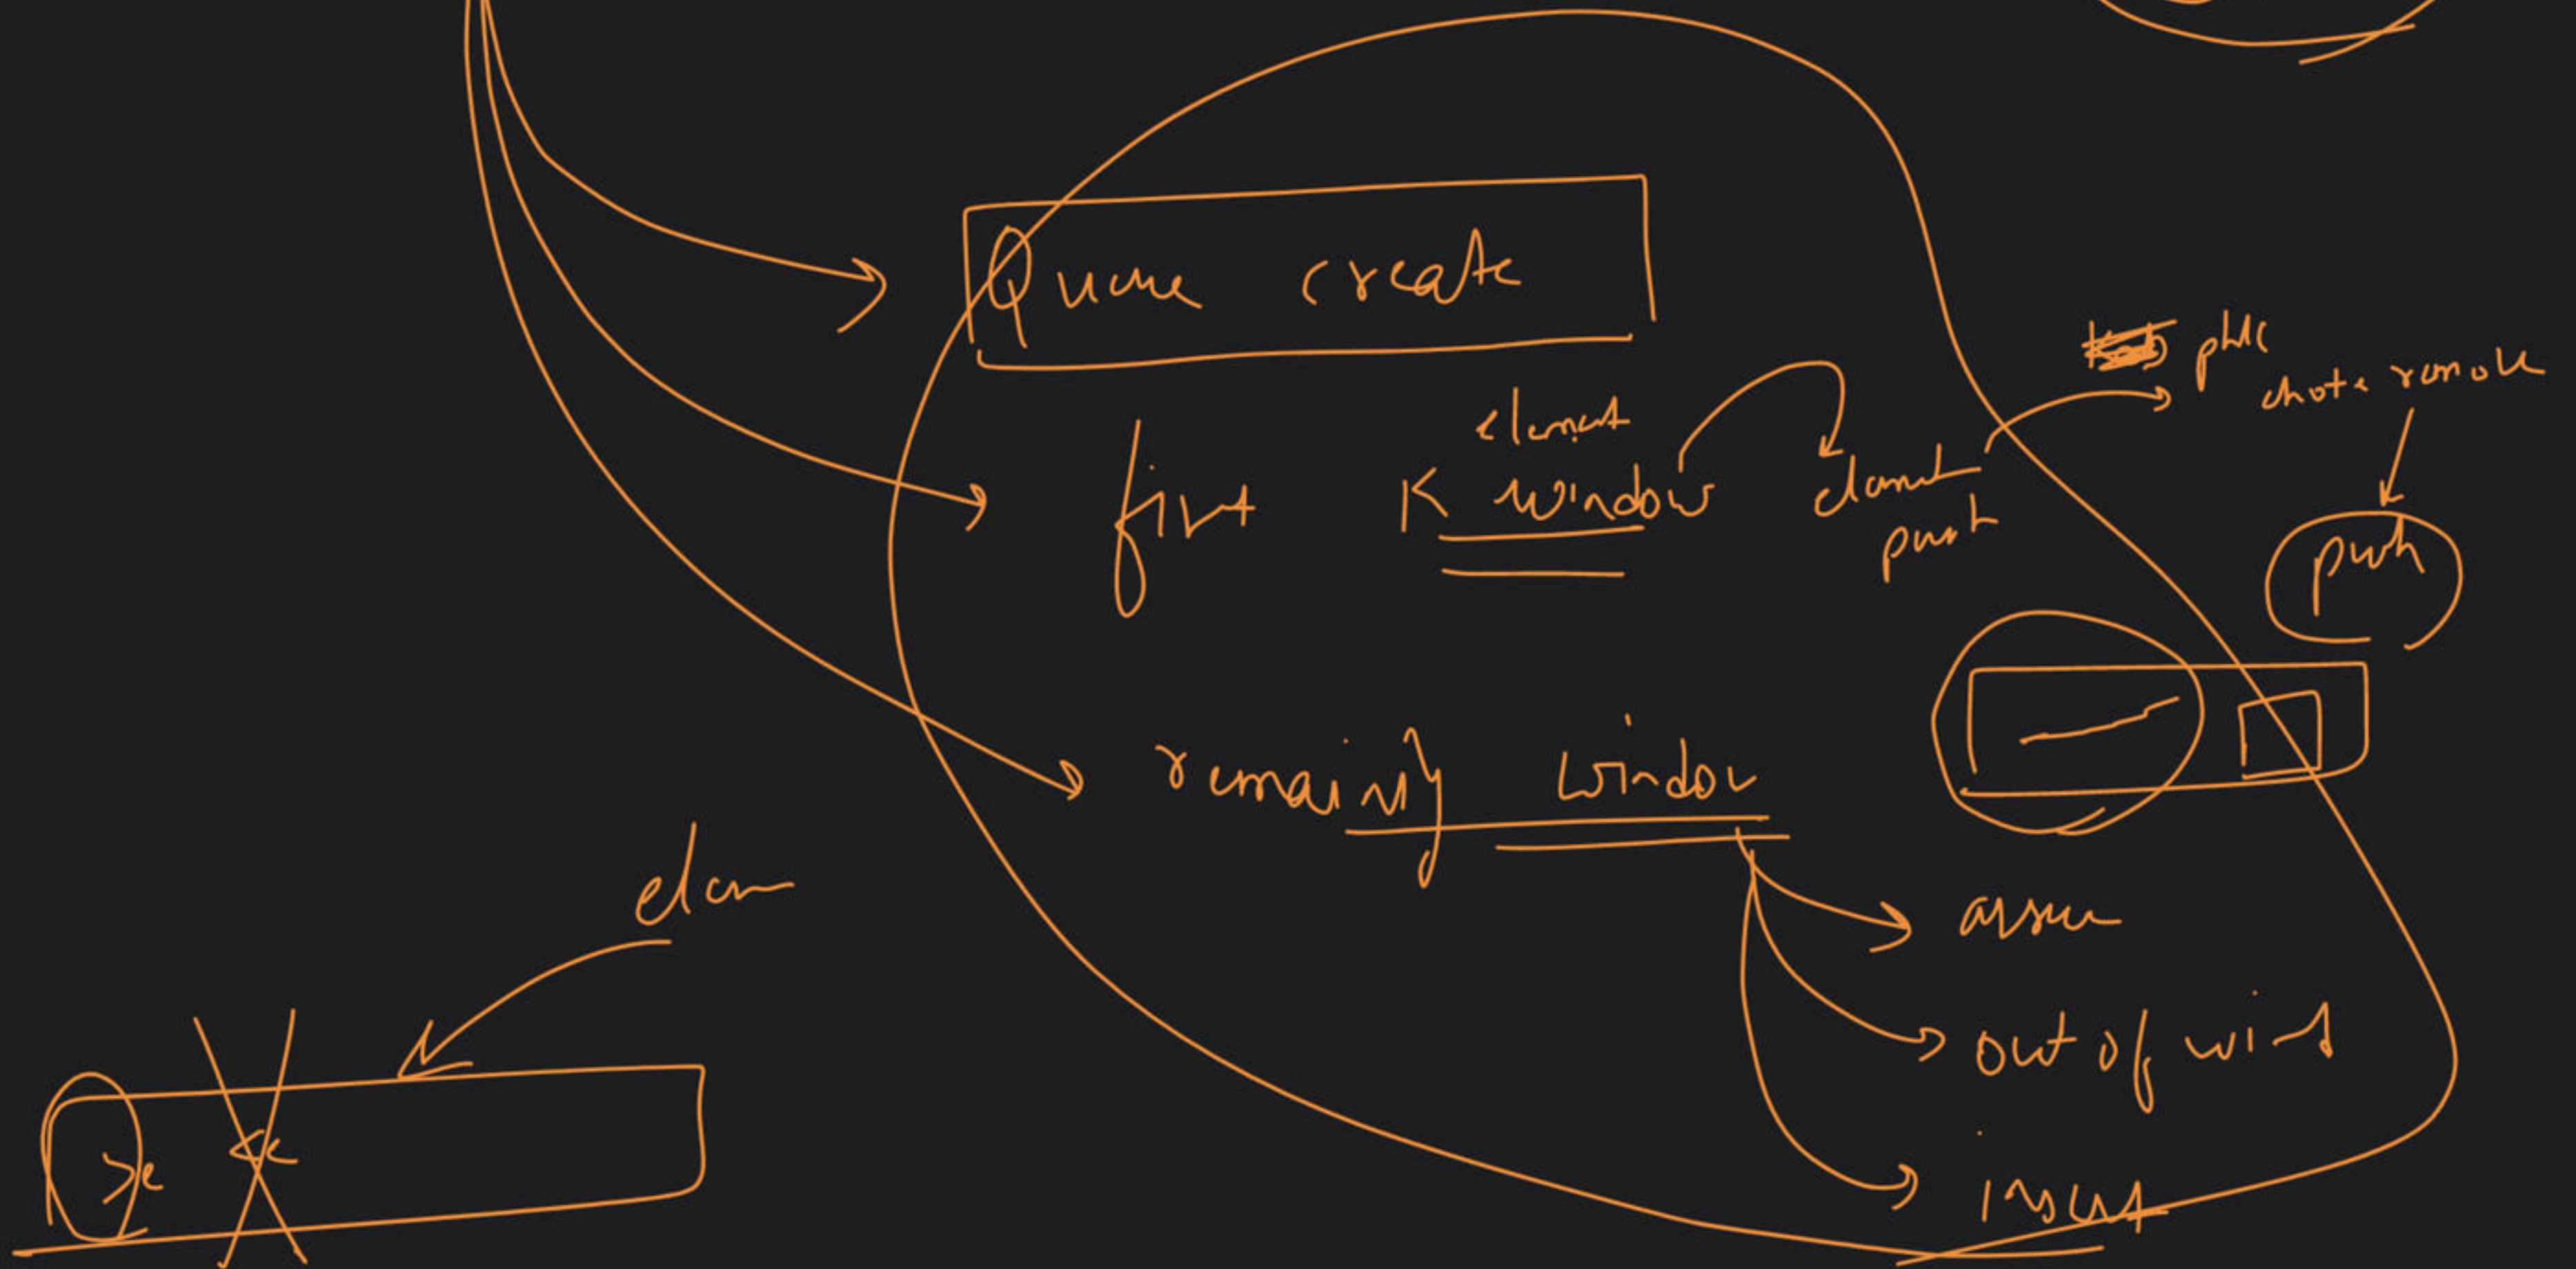 Queue create
element
first K window element push
phle chote remove
push
remaining window
elem
answer
out of wind
insert
>e <e